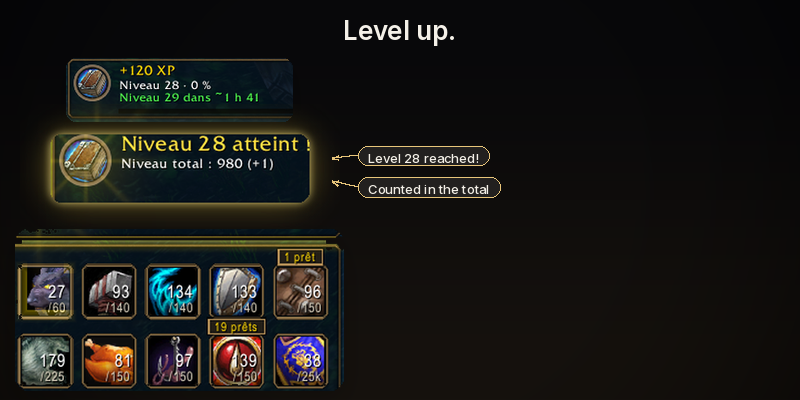 Level up.
+120 XP
Niveau 28 · 0 %
Niveau 29 dans ~1 h 41
Niveau 28 atteint !
Niveau total : 980 (+1)
Level 28 reached!
Counted in the total
1 prêt
27 93 134 133 96
/60 /140 /140 /140 /150
19 prêts
179 81 97 139 38
/225 /150 /150 /150 /25k